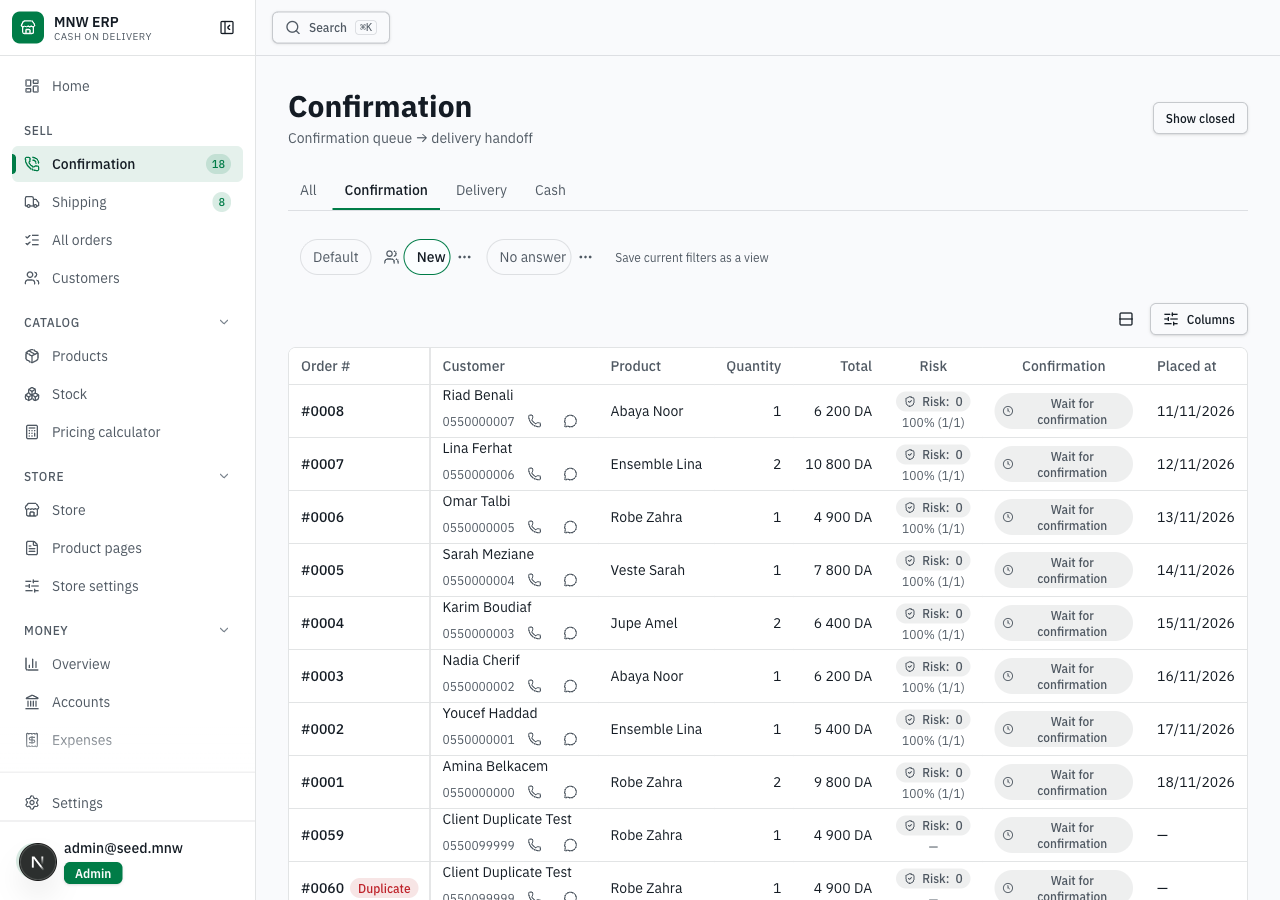 MNW ERP
CASH ON DELIVERY
Search ⌘K
Home
SELL
Confirmation 18
Shipping 8
All orders
Customers
CATALOG
Products
Stock
Pricing calculator
STORE
Store
Product pages
Store settings
MONEY
Overview
Accounts
Expenses
Settings
N
admin@seed.mnw
Admin
Confirmation
Confirmation queue → delivery handoff
Show closed
All Confirmation Delivery Cash
Default New ··· No answer ··· Save current filters as a view
Columns
Order # Customer Product Quantity Total Risk Confirmation Placed at
#0008 Riad Benali 0550000007 Abaya Noor 1 6 200 DA Risk: 0 100% (1/1) Wait for confirmation 11/11/2026
#0007 Lina Ferhat 0550000006 Ensemble Lina 2 10 800 DA Risk: 0 100% (1/1) Wait for confirmation 12/11/2026
#0006 Omar Talbi 0550000005 Robe Zahra 1 4 900 DA Risk: 0 100% (1/1) Wait for confirmation 13/11/2026
#0005 Sarah Meziane 0550000004 Veste Sarah 1 7 800 DA Risk: 0 100% (1/1) Wait for confirmation 14/11/2026
#0004 Karim Boudiaf 0550000003 Jupe Amel 2 6 400 DA Risk: 0 100% (1/1) Wait for confirmation 15/11/2026
#0003 Nadia Cherif 0550000002 Abaya Noor 1 6 200 DA Risk: 0 100% (1/1) Wait for confirmation 16/11/2026
#0002 Youcef Haddad 0550000001 Ensemble Lina 1 5 400 DA Risk: 0 100% (1/1) Wait for confirmation 17/11/2026
#0001 Amina Belkacem 0550000000 Robe Zahra 2 9 800 DA Risk: 0 100% (1/1) Wait for confirmation 18/11/2026
#0059 Client Duplicate Test 0550099999 Robe Zahra 1 4 900 DA Risk: 0 — Wait for confirmation —
#0060 Duplicate Client Duplicate Test 0550099999 Robe Zahra 1 4 900 DA Risk: 0 — Wait for confirmation —